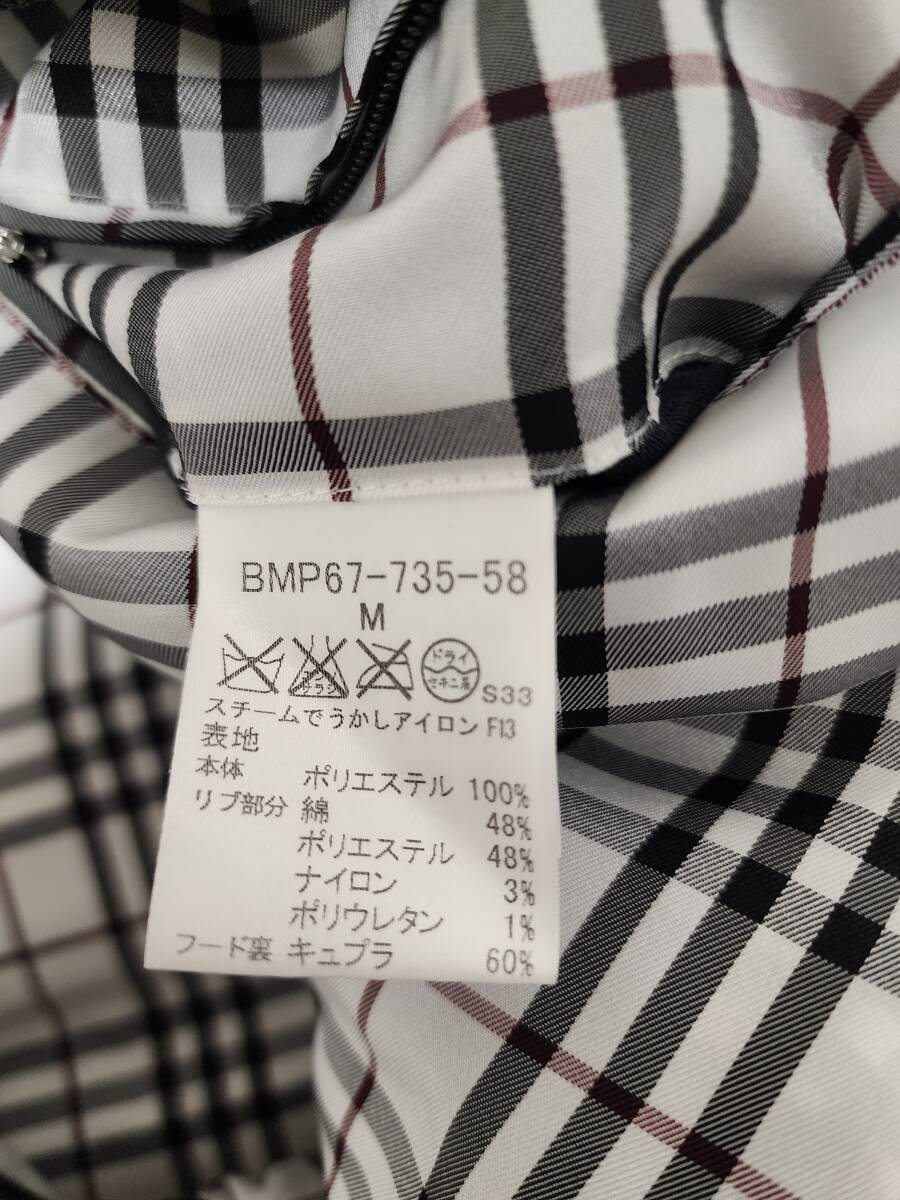 BMP67-735-58
M
ドライ
セキユ系
S33
スチームでうかしアイロン F13
表地
本体 ポリエステル 100%
リブ部分 綿 48%
ポリエステル 48%
ナイロン 3%
ポリウレタン 1%
フード裏 キュプラ 60%